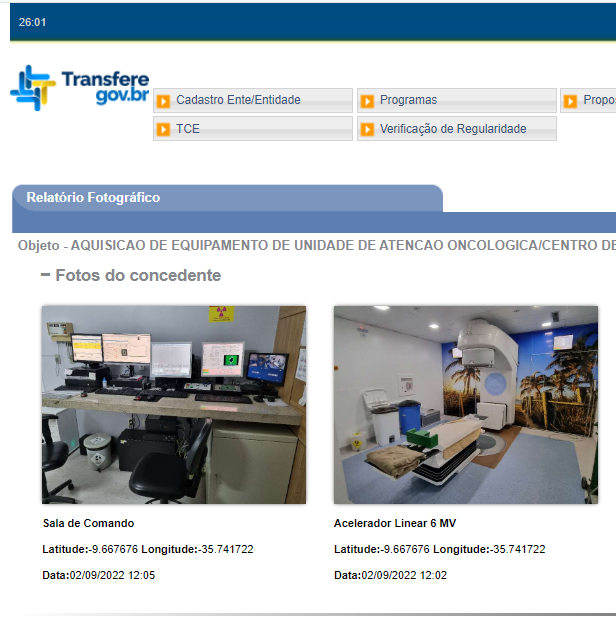 26:01
Transfere
gov.br
Cadastro Ente/Entidade
Programas
Propos
TCE
Verificação de Regularidade
Relatório Fotográfico
Objeto - AQUISICAO DE EQUIPAMENTO DE UNIDADE DE ATENCAO ONCOLOGICA/CENTRO DE
− Fotos do concedente
Sala de Comando
Latitude:-9.667676 Longitude:-35.741722
Data:02/09/2022 12:05
Acelerador Linear 6 MV
Latitude:-9.667676 Longitude:-35.741722
Data:02/09/2022 12:02